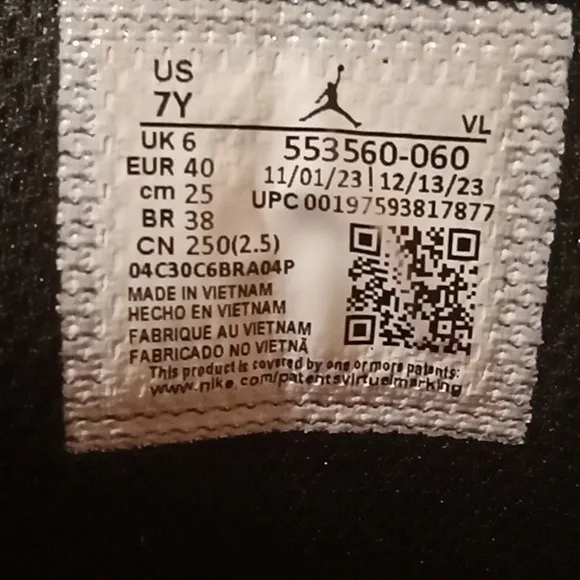 US
7Y
VL
UK 6
553560-060
EUR 40
11/01/23 | 12/13/23
cm 25
UPC 00197593817877
BR 38
CN 250(2.5)
04C30C6BRA04P
MADE IN VIETNAM
HECHO EN VIETNAM
FABRIQUE AU VIETNAM
FABRICADO NO VIETNÃ
This product is covered by one or more patents:
www.nike.com/patentsvirtualmarking